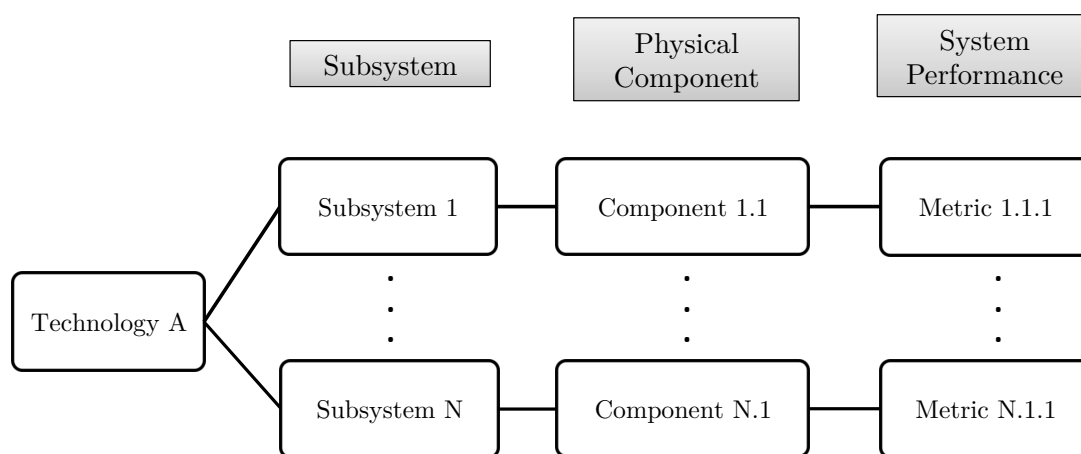 Subsystem
Physical
Component
System
Performance
Subsystem 1
Component 1.1
Metric 1.1.1
Technology A
Subsystem N
Component N.1
Metric N.1.1